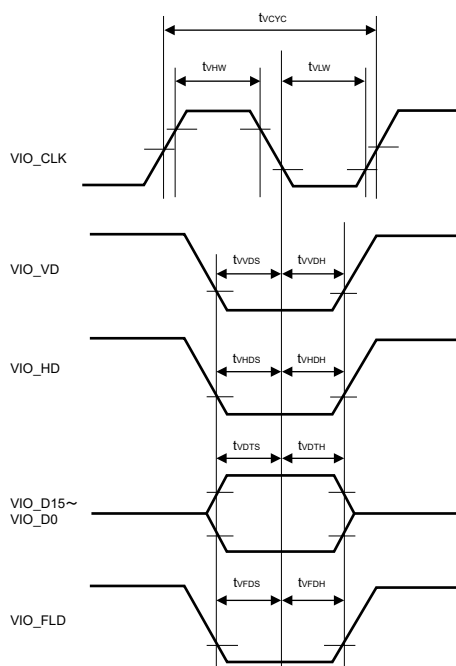 tVCYC
tVHW
tVLW
VIO_CLK
VIO_VD
tVVDS
tVVDH
VIO_HD
tVHDS
tVHDH
tVDTS
tVDTH
VIO_D15～
VIO_D0
tVFDS
tVFDH
VIO_FLD